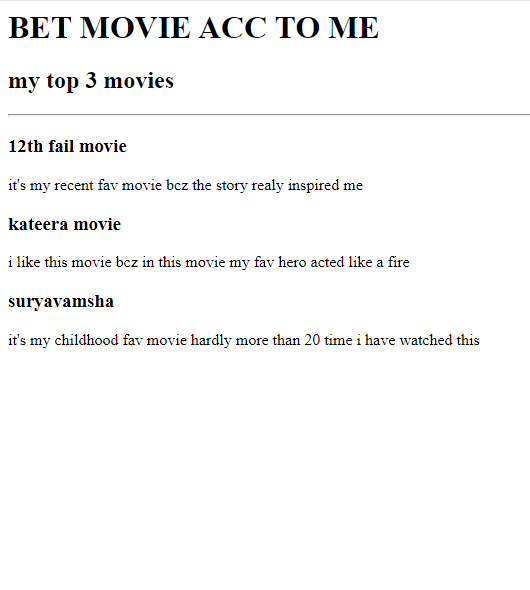 BET MOVIE ACC TO ME
my top 3 movies
12th fail movie
it's my recent fav movie bcz the story realy inspired me
kateera movie
i like this movie bcz in this movie my fav hero acted like a fire
suryavamsha
it's my childhood fav movie hardly more than 20 time i have watched this